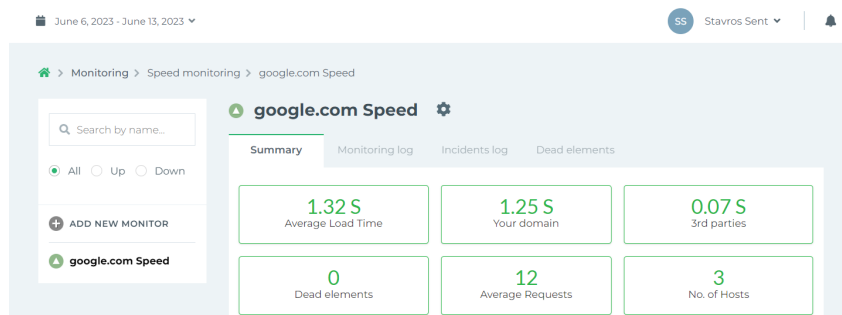 June 6, 2023 - June 13, 2023
SS Stavros Sent
> Monitoring > Speed monitoring > google.com Speed
google.com Speed
Search by name...
All Up Down
ADD NEW MONITOR
google.com Speed
Summary Monitoring log Incidents log Dead elements
1.32 S
Average Load Time
1.25 S
Your domain
0.07 S
3rd parties
0
Dead elements
12
Average Requests
3
No. of Hosts